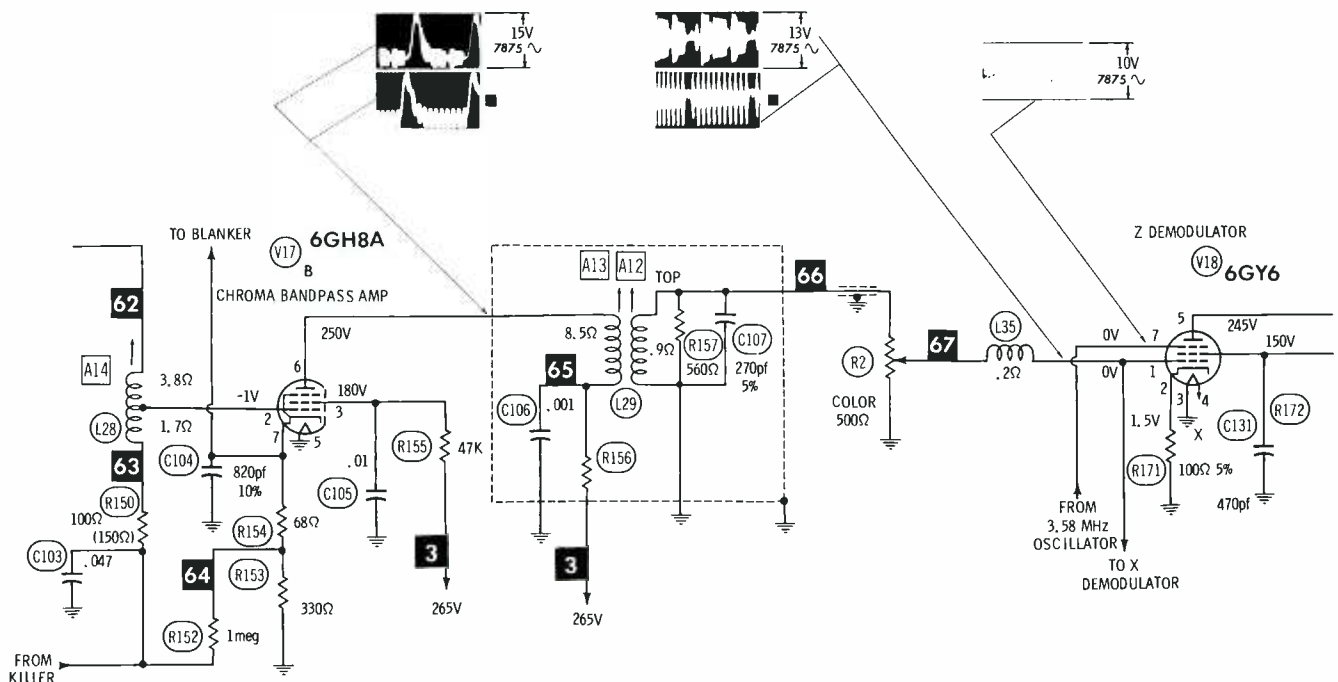 15V
7875 ∿
13V
7875 ∿
10V
7875 ∿
TO BLANKER
V17
6GH8A
B
CHROMA BANDPASS AMP
Z DEMODULATOR
V18
6GY6
62
A14
250V
6
3.8Ω
L28
1.7Ω
-1V
2
7
180V
3
5
63
C104
820pf
10%
R150
100Ω
(150Ω)
C103
.047
R154
68Ω
64
R153
330Ω
R152
1meg
FROM
KILLER
.01
C105
R155
47K
3
265V
A13
A12
TOP
8.5Ω
.9Ω
R157
560Ω
C107
270pf
5%
65
C106
.001
L29
R156
3
265V
66
R2
COLOR
500Ω
67
L35
.2Ω
0V
7
0V
1
5
245V
150V
2
3
4
1.5V
X
R171
100Ω 5%
C131
R172
470pf
FROM
3.58 MHz
OSCILLATOR
TO X
DEMODULATOR